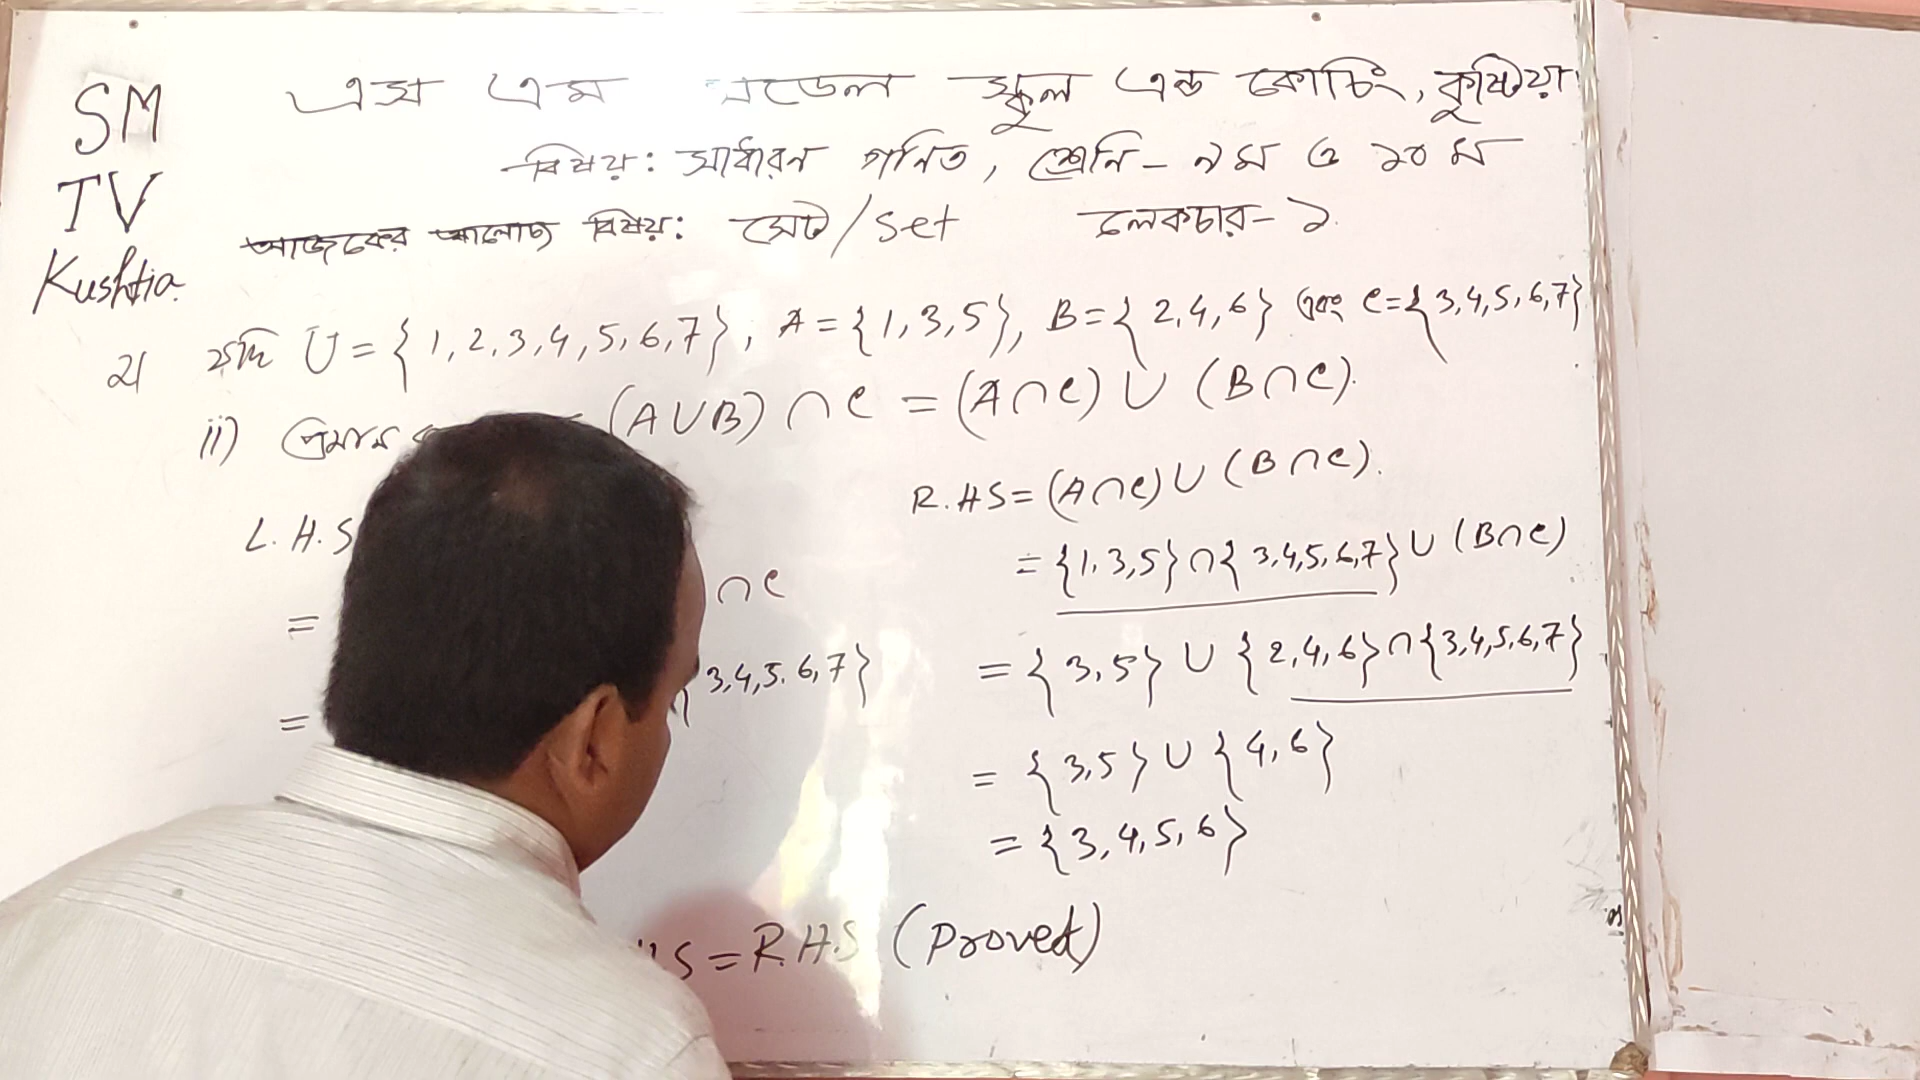 SM
TV
Kushtia.
এস এম মডেল স্কুল এন্ড কোচিং, কুষ্টিয়া
বিষয়: সাধারন গনিত, শ্রেনি- ৯ম ও ১০ম
আজকের আলোচ্য বিষয়: সেট/set লেকচার- ১.
২। যদি U = { 1, 2, 3, 4, 5, 6, 7 }, A = { 1, 3, 5 }, B = { 2, 4, 6 } এবং C = { 3, 4, 5, 6, 7 }
ii) প্রমান (A∪B) ∩ C = (A∩C) ∪ (B∩C).
L.H.S
= ∩ C
= 3,4,5,6,7 }
R.H.S = (A∩C) ∪ (B∩C).
= {1,3,5} ∩ { 3,4,5,6,7 } ∪ (B∩C)
= { 3,5 } ∪ { 2,4,6 } ∩ { 3,4,5,6,7 }
= { 3,5 } ∪ { 4,6 }
= { 3, 4, 5, 6 }
S = R.H.S (Proved)